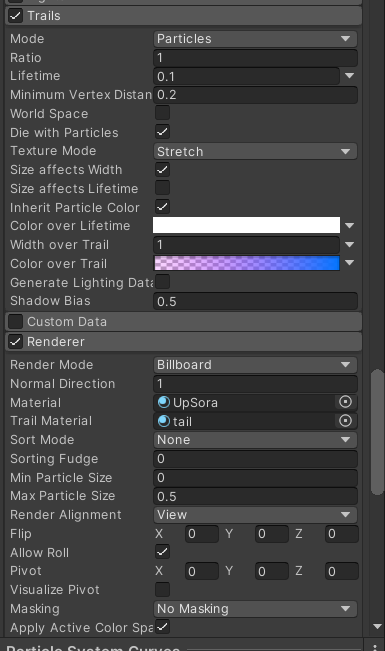 Trails
Mode Particles
Ratio 1
Lifetime 0.1
Minimum Vertex Distan 0.2
World Space
Die with Particles
Texture Mode Stretch
Size affects Width
Size affects Lifetime
Inherit Particle Color
Color over Lifetime
Width over Trail 1
Color over Trail
Generate Lighting Data
Shadow Bias 0.5
Custom Data
Renderer
Render Mode Billboard
Normal Direction 1
Material UpSora
Trail Material tail
Sort Mode None
Sorting Fudge 0
Min Particle Size 0
Max Particle Size 0.5
Render Alignment View
Flip X 0 Y 0 Z 0
Allow Roll
Pivot X 0 Y 0 Z 0
Visualize Pivot
Masking No Masking
Apply Active Color Spa
Particle System Curves